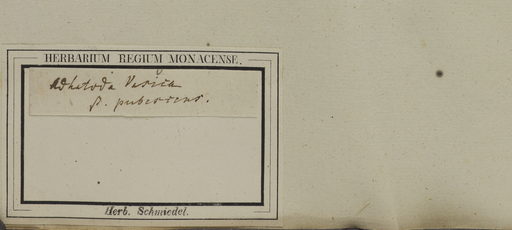 HERBARIUM REGIUM MONACENSE.
Adhatoda Vasica
β. pubescens.
Herb. Schmiedel.